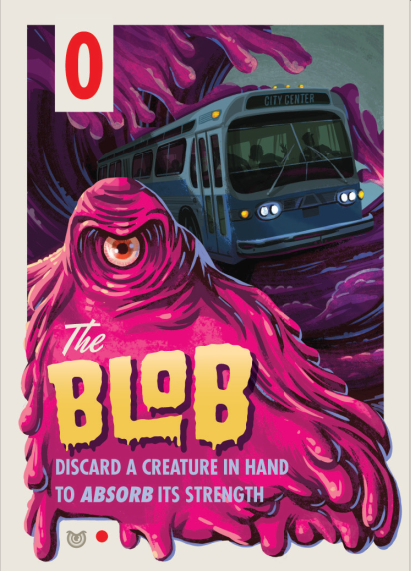 0
CITY CENTER
The
BLOB
DISCARD A CREATURE IN HAND
TO ABSORB ITS STRENGTH